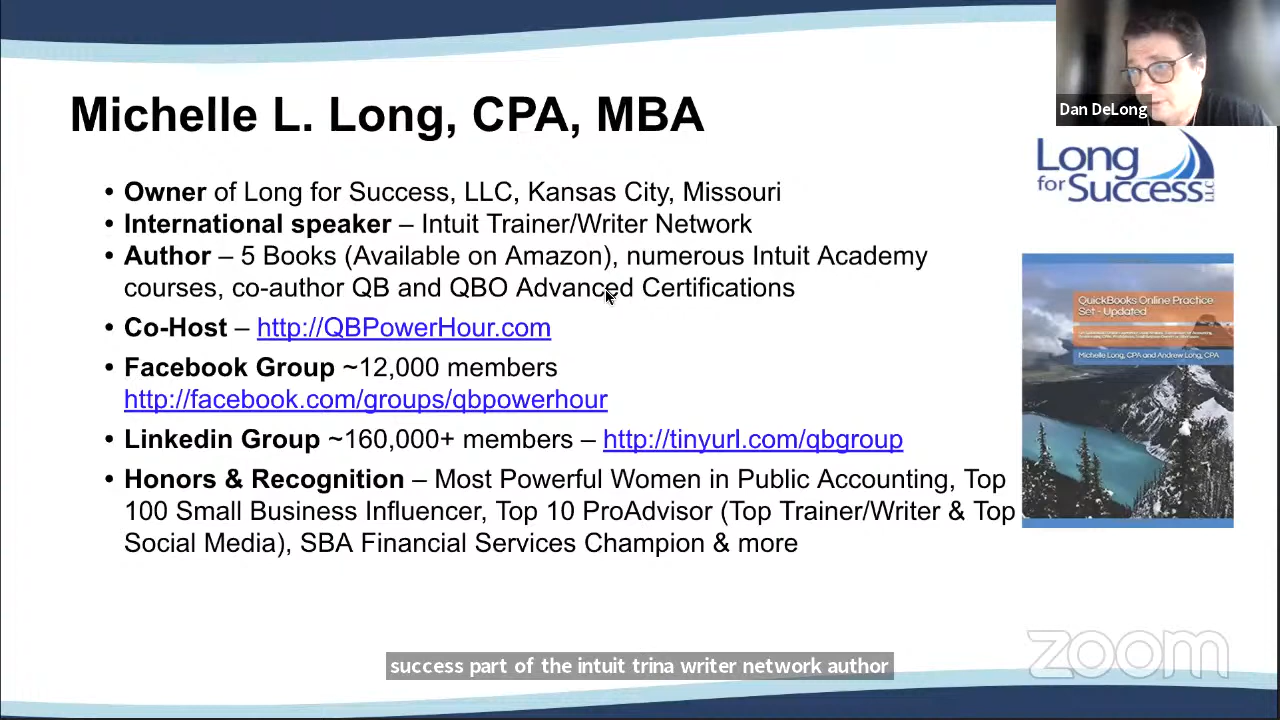 Michelle L. Long, CPA, MBA
Dan DeLong
Long
for Success LLC
• Owner of Long for Success, LLC, Kansas City, Missouri
• International speaker – Intuit Trainer/Writer Network
• Author – 5 Books (Available on Amazon), numerous Intuit Academy
courses, co-author QB and QBO Advanced Certifications
• Co-Host – http://QBPowerHour.com
• Facebook Group ~12,000 members
http://facebook.com/groups/qbpowerhour
• Linkedin Group ~160,000+ members – http://tinyurl.com/qbgroup
• Honors & Recognition – Most Powerful Women in Public Accounting, Top
100 Small Business Influencer, Top 10 ProAdvisor (Top Trainer/Writer & Top
Social Media), SBA Financial Services Champion & more
QuickBooks Online Practice
Set - Updated
Michelle Long, CPA and Andrew Long, CPA
success part of the intuit trina writer network author
zoom